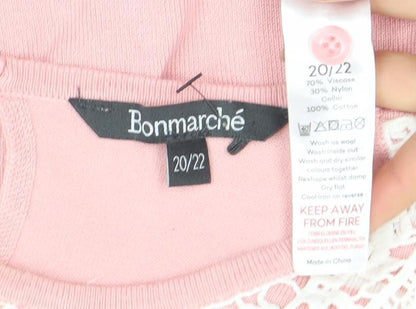 Bonmarché
20/22
20/22
70% Viscose
30% Nylon
Collar
100% Cotton
Wash as wool
Wash inside out
Wash and dry similar
colours together
Reshape whilst damp
Dry flat
Cool iron on reverse
KEEP AWAY
FROM FIRE
Made in China